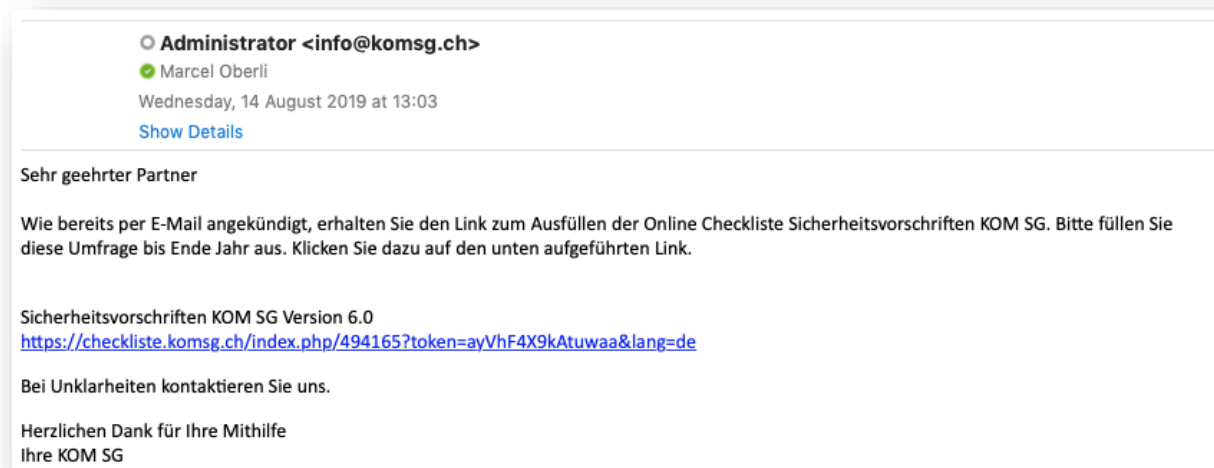 Administrator <info@komsg.ch>
Marcel Oberli
Wednesday, 14 August 2019 at 13:03
Show Details
Sehr geehrter Partner
Wie bereits per E-Mail angekündigt, erhalten Sie den Link zum Ausfüllen der Online Checkliste Sicherheitsvorschriften KOM SG. Bitte füllen Sie
diese Umfrage bis Ende Jahr aus. Klicken Sie dazu auf den unten aufgeführten Link.
Sicherheitsvorschriften KOM SG Version 6.0
https://checkliste.komsg.ch/index.php/494165?token=ayVhF4X9kAtuwaa&lang=de
Bei Unklarheiten kontaktieren Sie uns.
Herzlichen Dank für Ihre Mithilfe
Ihre KOM SG